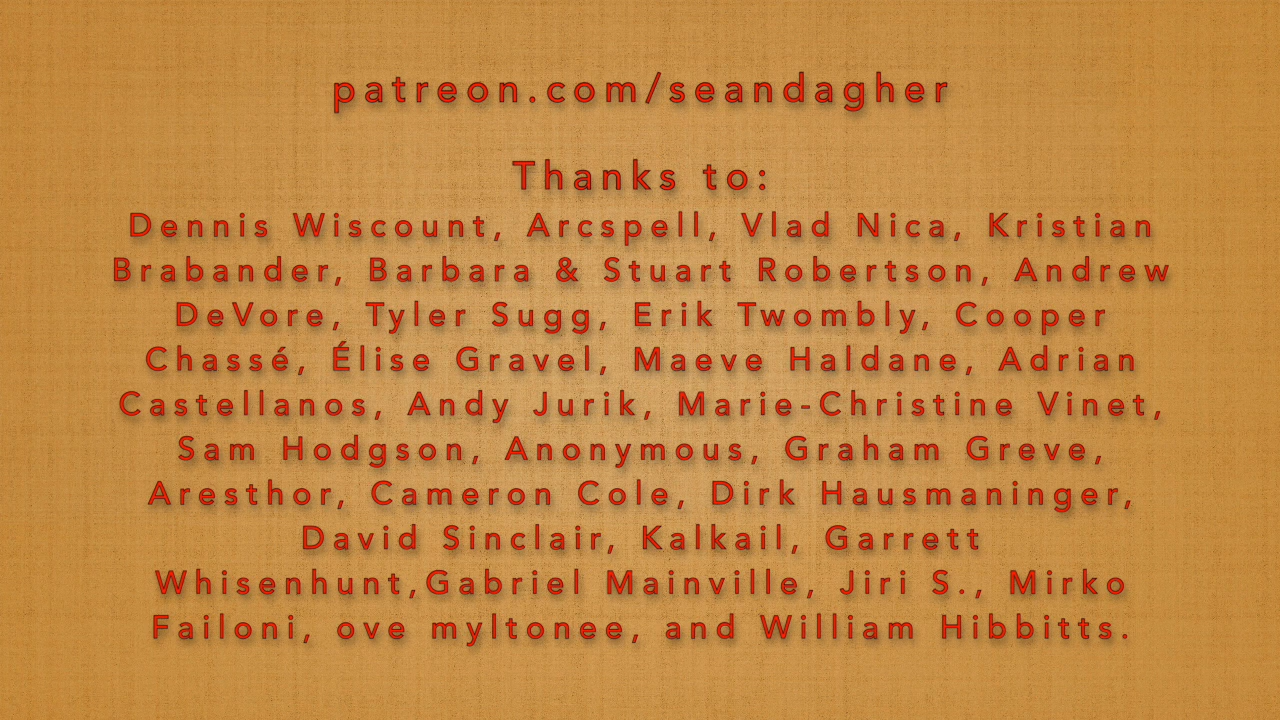 patreon.com/seandagher
Thanks to:
Dennis Wiscount, Arcspell, Vlad Nica, Kristian
Brabander, Barbara & Stuart Robertson, Andrew
DeVore, Tyler Sugg, Erik Twombly, Cooper
Chassé, Élise Gravel, Maeve Haldane, Adrian
Castellanos, Andy Jurik, Marie-Christine Vinet,
Sam Hodgson, Anonymous, Graham Greve,
Aresthor, Cameron Cole, Dirk Hausmaninger,
David Sinclair, Kalkail, Garrett
Whisenhunt,Gabriel Mainville, Jiri S., Mirko
Failoni, ove myltonee, and William Hibbitts.